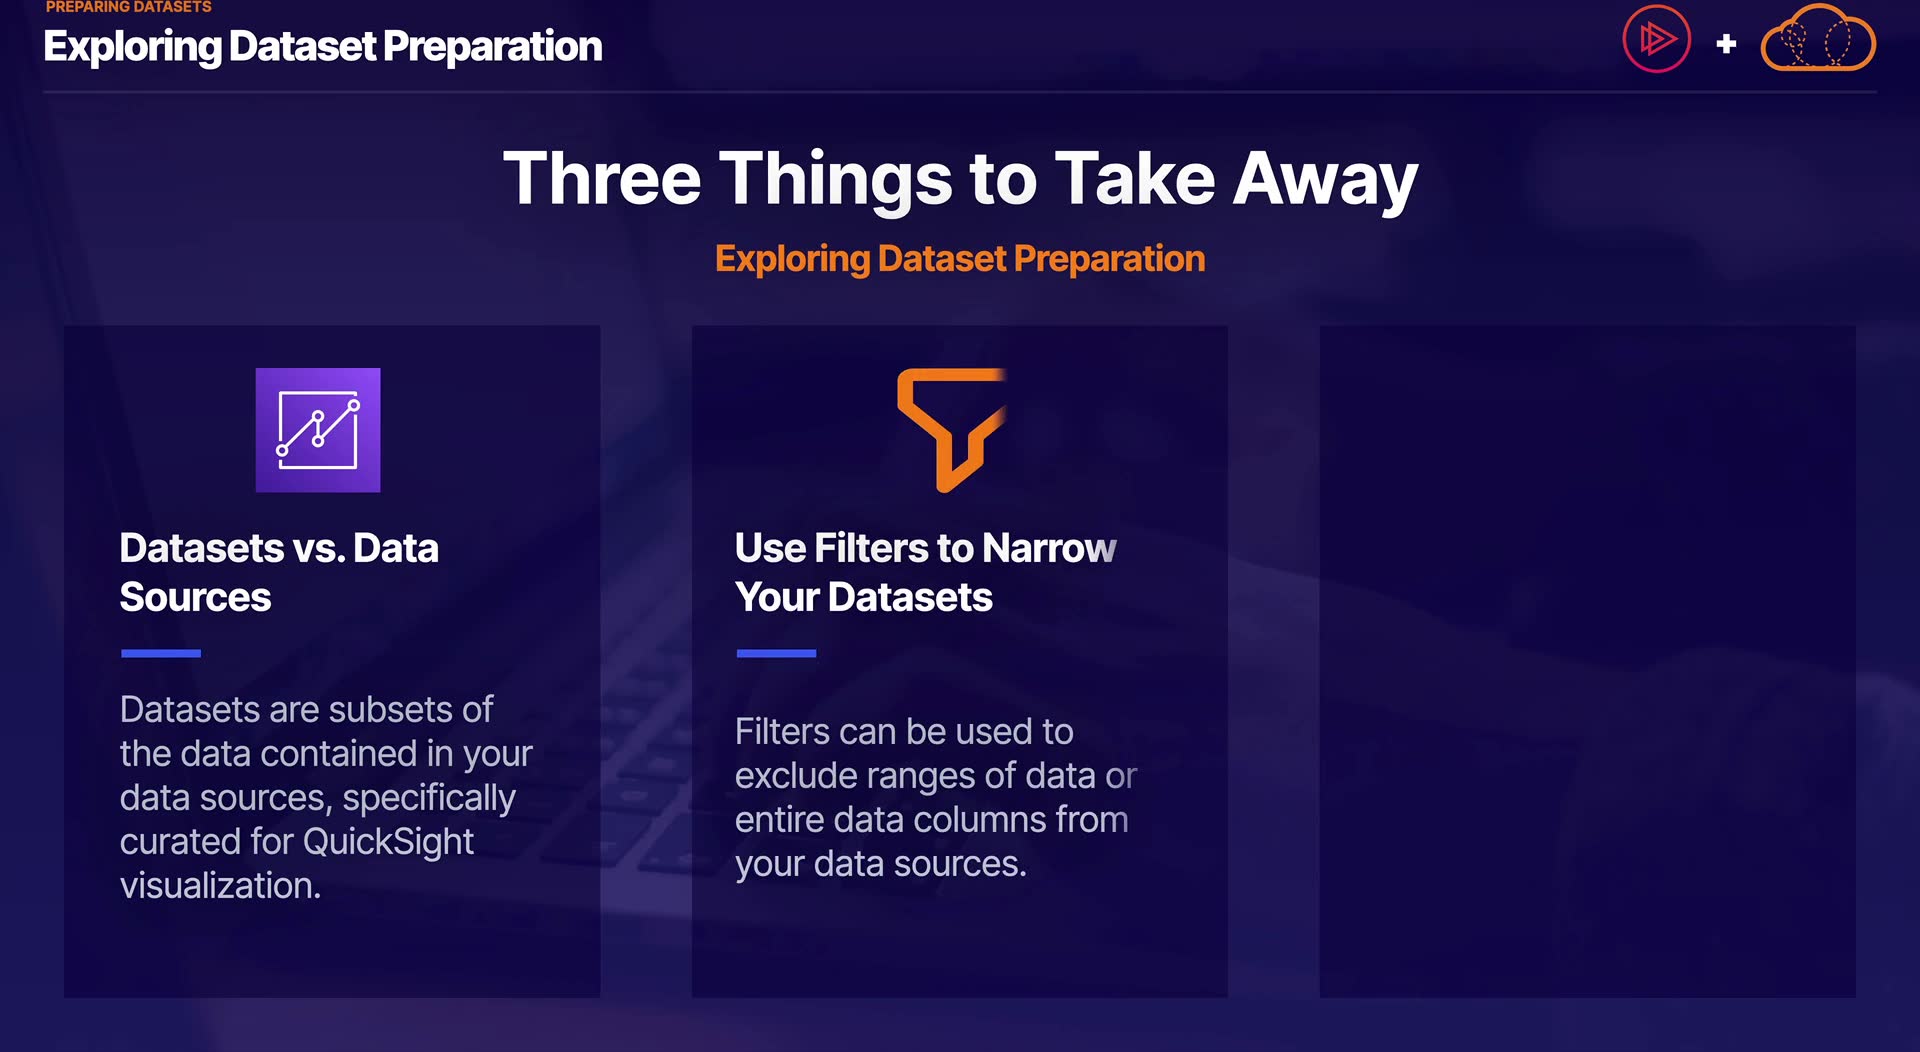 PREPARING DATASETS
Exploring Dataset Preparation
Three Things to Take Away
Exploring Dataset Preparation
Datasets vs. Data
Sources
Datasets are subsets of
the data contained in your
data sources, specifically
curated for QuickSight
visualization.
Use Filters to Narrow
Your Datasets
Filters can be used to
exclude ranges of data or
entire data columns from
your data sources.